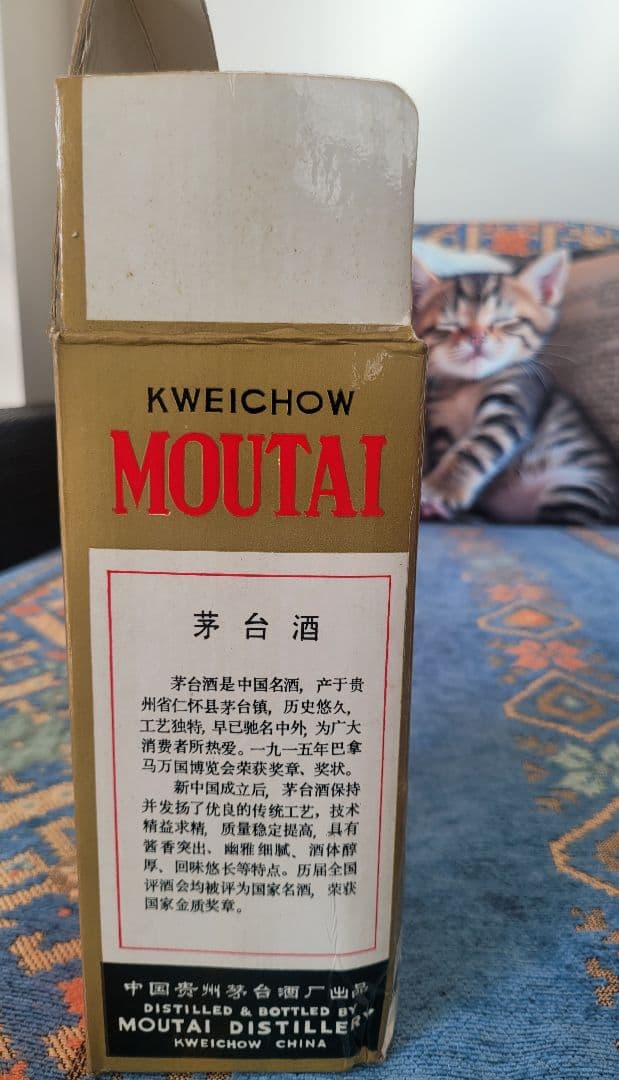 KWEICHOW
MOUTAI
茅台酒
茅台酒是中国名酒，产于贵
州省仁怀县茅台镇，历史悠久，
工艺独特，早已驰名中外，为广大
消费者所热爱。一九一五年巴拿
马万国博览会荣获奖章、奖状。
新中国成立后，茅台酒保持
并发扬了优良的传统工艺，技术
精益求精，质量稳定提高，具有
酱香突出、幽雅细腻、酒体醇
厚、回味悠长等特点。历届全国
评酒会均被评为国家名酒，荣获
国家金质奖章。
中国贵州茅台酒厂出品
DISTILLED & BOTTLED BY
MOUTAI DISTILLERY
KWEICHOW CHINA